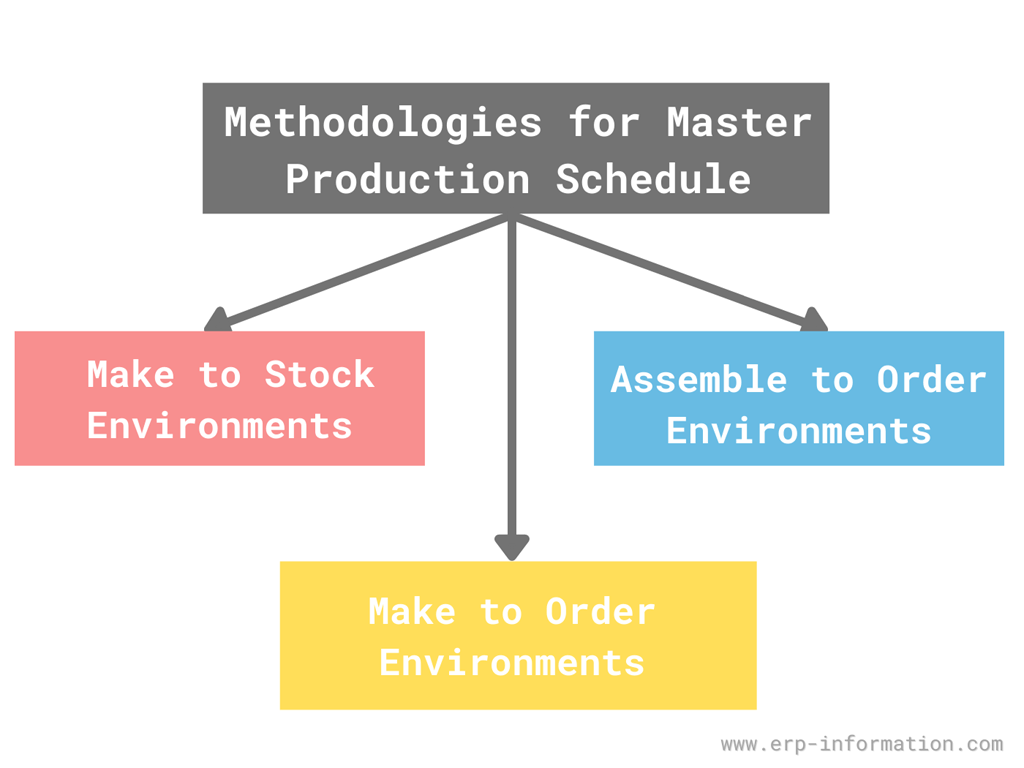 Methodologies for Master
Production Schedule
Make to Stock
Environments
Assemble to Order
Environments
Make to Order
Environments
www.erp-information.com